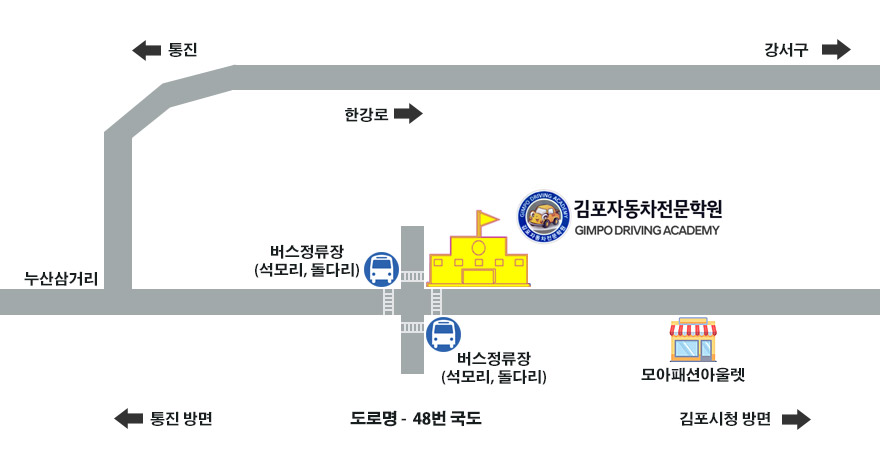 통진
강서구
한강로
GIMPO DRIVING ACADEMY
김포자동차전문학원
김포자동차전문학원
GIMPO DRIVING ACADEMY
버스정류장
(석모리, 돌다리)
누산삼거리
버스정류장
(석모리, 돌다리)
모아패션아울렛
통진 방면
도로명 - 48번 국도
김포시청 방면